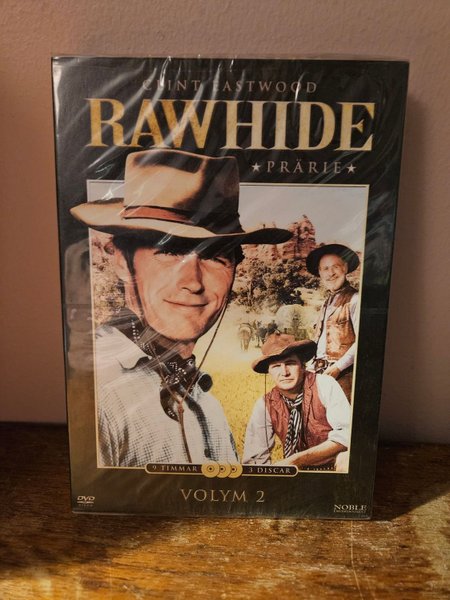 CLINT EASTWOOD
RAWHIDE
★PRÄRIE★
9 TIMMAR 3 DISCAR
VOLYM 2
DVD
NOBLE